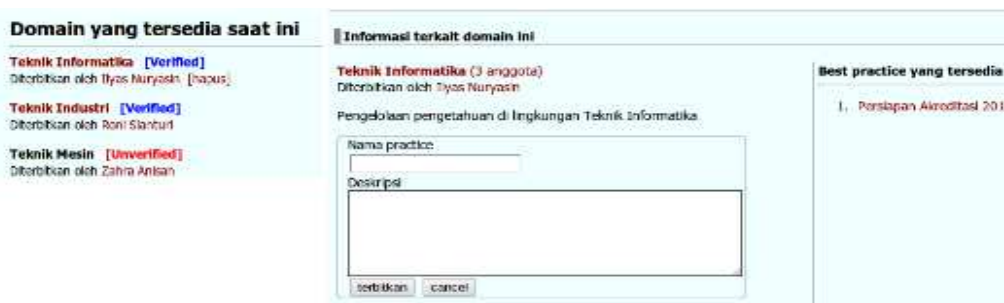 Domain yang tersedia saat ini
Teknik Informatika [Verified]
Diterbitkan oleh Ilyas Nuryasin [hapus]
Teknik Industri [Verified]
Diterbitkan oleh Roni Sianturi
Teknik Mesin [Unverified]
Diterbitkan oleh Zahra Anisan
Informasi terkait domain ini
Teknik Informatika (3 anggota)
Diterbitkan oleh Ilyas Nuryasin
Pengelolaan pengetahuan di lingkungan Teknik Informatika
Nama practice
Deskripsi
terbitkan cancel
Best practice yang tersedia
1. Persiapan Akreditasi 201